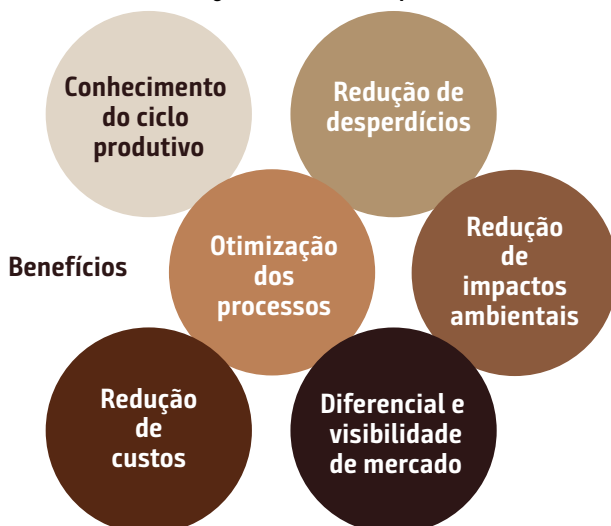 Conhecimento
do ciclo
produtivo
Redução de
desperdícios
Benefícios
Otimização
dos
processos
Redução
de
impactos
ambientais
Redução
de
custos
Diferencial e
visibilidade
de mercado